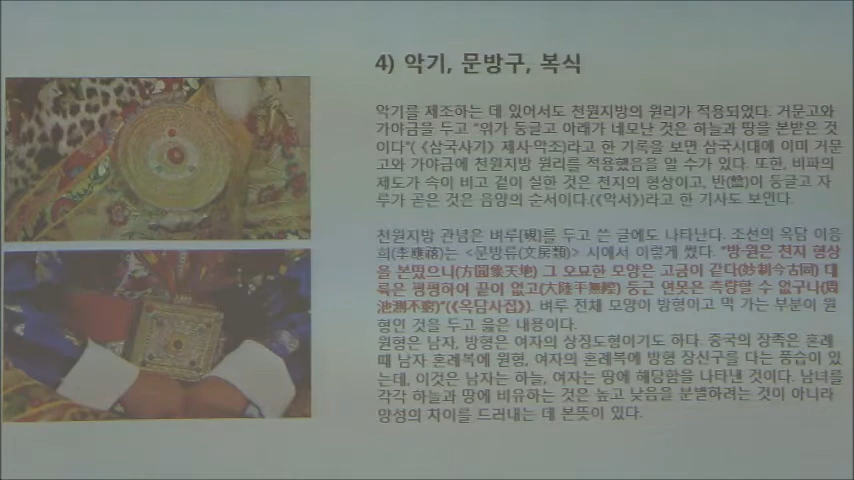 4) 악기, 문방구, 복식
악기를 제조하는 데 있어서도 천원지방의 원리가 적용되었다. 거문고와
가야금을 두고 “위가 둥글고 아래가 네모난 것은 하늘과 땅을 본받은 것
이다”(《삼국사기》 제사·악조)라고 한 기록을 보면 삼국시대에 이미 거문
고와 가야금에 천원지방 원리를 적용했음을 알 수가 있다. 또한, 비파의
제도가 속이 비고 겉이 실한 것은 천지의 형상이고, 반(盤)이 둥글고 자
루가 곧은 것은 음양의 순서이다.(《악서》)라고 한 기사도 보인다.
천원지방 관념은 벼루[硯]를 두고 쓴 글에도 나타난다. 조선의 옥담 이응
희(李應禧)는 <문방류(文房類)> 시에서 이렇게 썼다. “방·원은 천지 형상
을 본떴으니(方圓象天地) 그 오묘한 모양은 고금이 같다(妙制今古同) 대
륙은 평평하여 끝이 없고(大陸平無) 둥근 연못은 측량할 수 없구나(圓
池測不窮)”(《옥담사집》). 벼루 전체 모양이 방형이고 먹 가는 부분이 원
형인 것을 두고 읊은 내용이다.
원형은 남자, 방형은 여자의 상징도형이기도 하다. 중국의 장족은 혼례
때 남자 혼례복에 원형, 여자의 혼례복에 방형 장신구를 다는 풍습이 있
는데, 이것은 남자는 하늘, 여자는 땅에 해당함을 나타낸 것이다. 남녀를
각각 하늘과 땅에 비유하는 것은 높고 낮음을 분별하려는 것이 아니라
양성의 차이를 드러내는 데 본뜻이 있다.